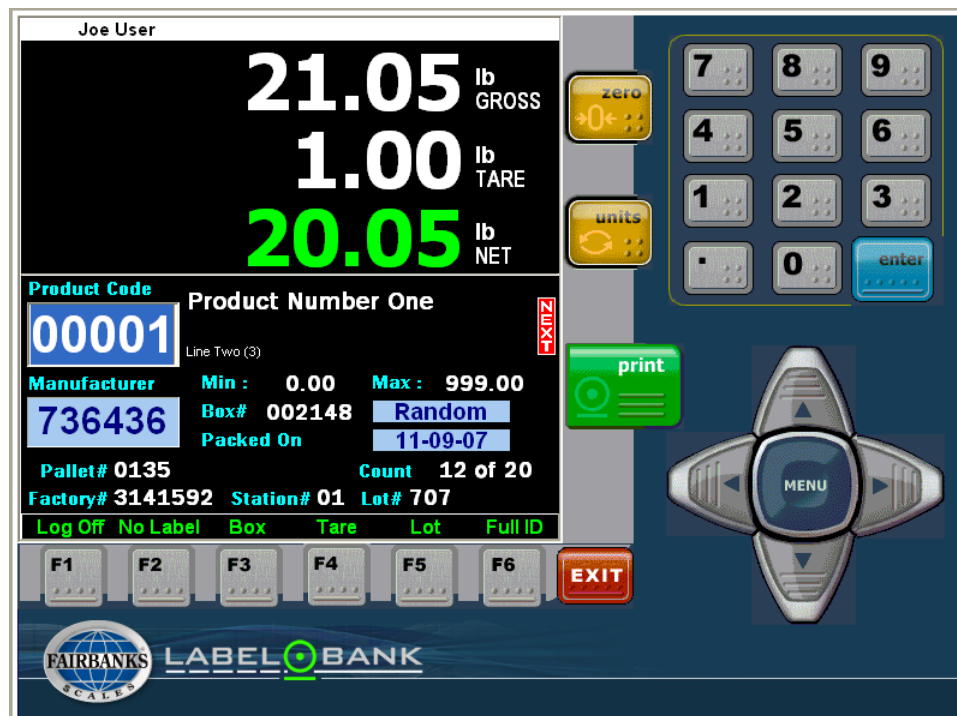 Joe User
21.05 lb GROSS
1.00 lb TARE
20.05 lb NET
zero
→0←
units
7 8 9
4 5 6
1 2 3
. 0 enter
Product Code
00001
Product Number One
Line Two (3)
NEXT
print
Manufacturer
736436
Min : 0.00 Max : 999.00
Box# 002148 Random
Packed On 11-09-07
Pallet# 0135 Count 12 of 20
Factory# 3141592 Station# 01 Lot# 707
Log Off No Label Box Tare Lot Full ID
F1 F2 F3 F4 F5 F6 EXIT
MENU
FAIRBANKS
SCALES
LABEL BANK